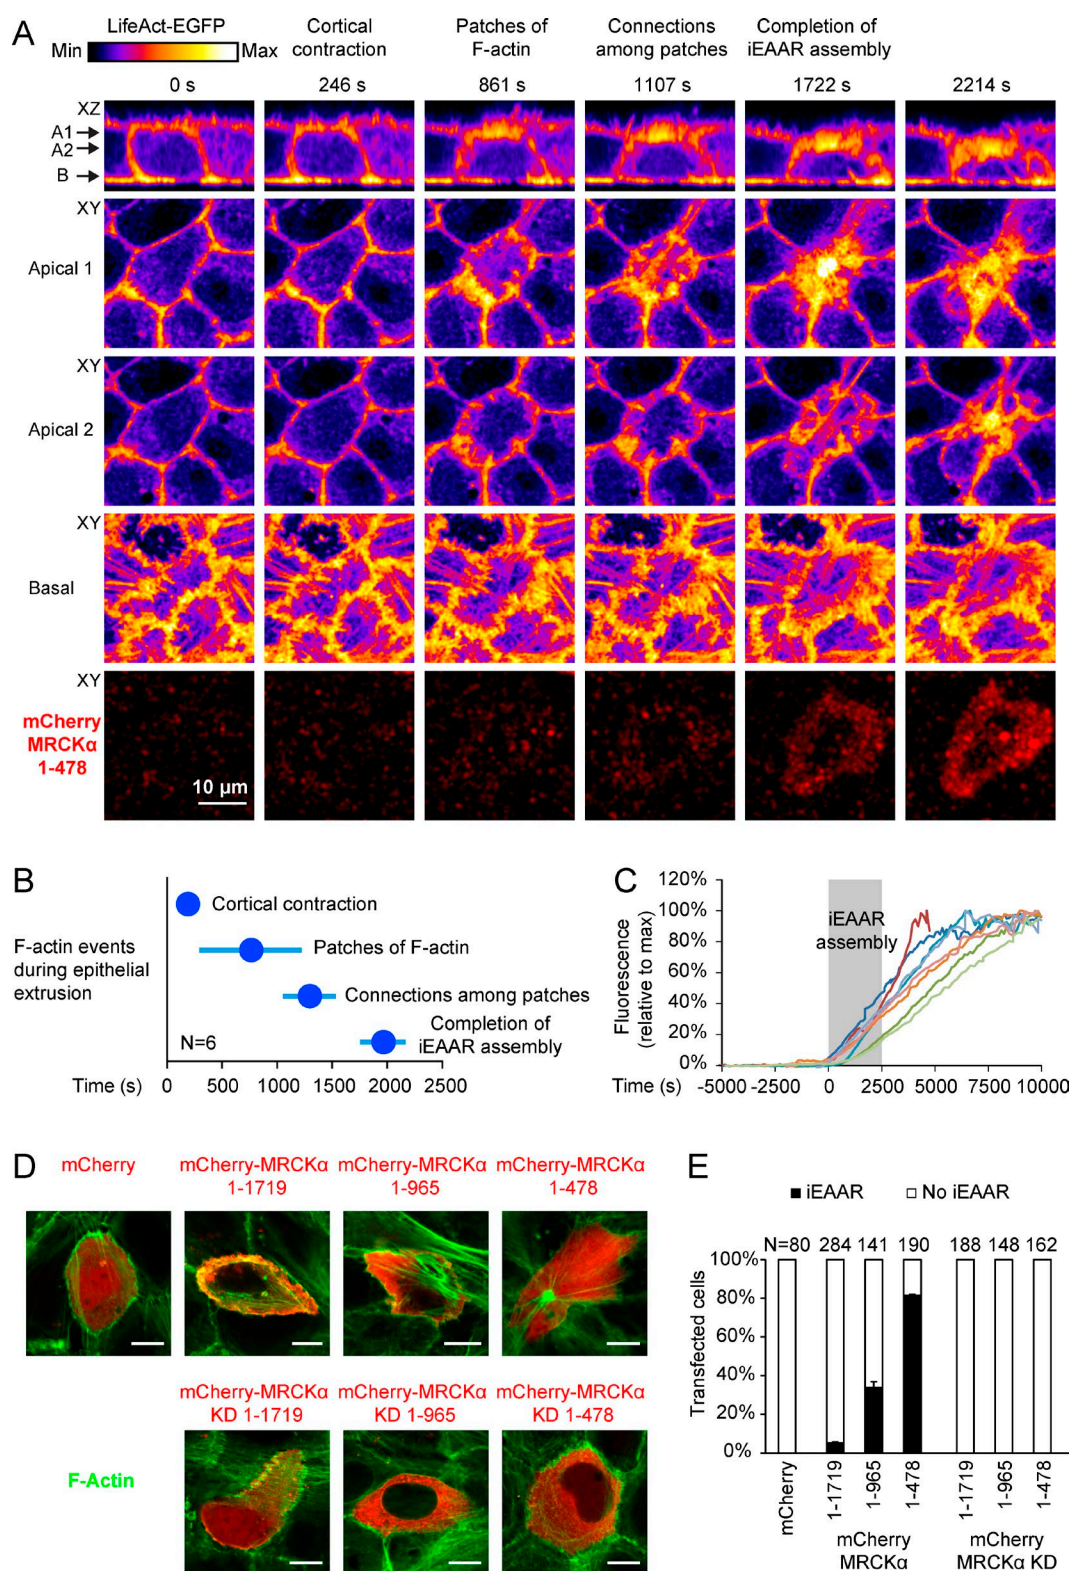 A
LifeAct-EGFP
Min Max
Cortical
contraction
Patches of
F-actin
Connections
among patches
Completion of
iEAAR assembly
0 s
246 s
861 s
1107 s
1722 s
2214 s
XZ
A1
A2
B
XY
Apical 1
XY
Apical 2
XY
Basal
XY
mCherry
MRCKα
1-478
10 µm
B
F-actin events
during epithelial
extrusion
Cortical contraction
Patches of F-actin
Connections among patches
Completion of
iEAAR assembly
N=6
Time (s)
0 500 1000 1500 2000 2500
C
Fluorescence
(relative to max)
120%
100%
80%
60%
40%
20%
0%
iEAAR
assembly
Time (s)
-5000 -2500 0 2500 5000 7500 10000
D
mCherry
mCherry-MRCKα
1-1719
mCherry-MRCKα
1-965
mCherry-MRCKα
1-478
mCherry-MRCKα
KD 1-1719
mCherry-MRCKα
KD 1-965
mCherry-MRCKα
KD 1-478
F-Actin
E
iEAAR
No iEAAR
N=80 284 141 190 188 148 162
Transfected cells
100%
80%
60%
40%
20%
0%
mCherry
1-1719
1-965
1-478
1-1719
1-965
1-478
mCherry
MRCKα
mCherry
MRCKα KD